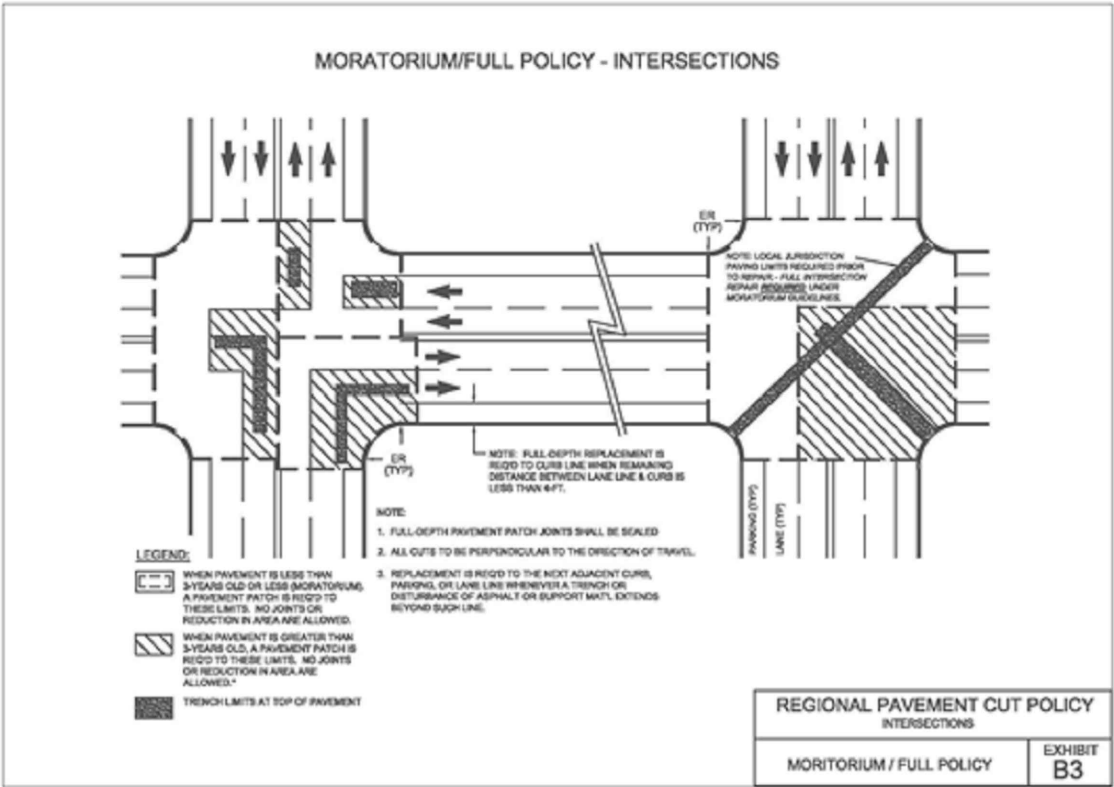 MORATORIUM/FULL POLICY - INTERSECTIONS
ER
(TYP)
NOTE: LOCAL JURISDICTION
PAVING LIMITS REQUIRED PRIOR
TO REPAIR - FULL INTERSECTION
REPAIR REQUIRED UNDER
MORATORIUM GUIDELINES.
ER
(TYP)
NOTE: FULL-DEPTH REPLACEMENT IS
REQ'D TO CURB LINE WHEN REMAINING
DISTANCE BETWEEN LANE LINE & CURB IS
LESS THAN FT.
PARKING (TYP)
LANE (TYP)
NOTE:
1. FULL-DEPTH PAVEMENT PATCH JOINTS SHALL BE SEALED
2. ALL CUTS TO BE PERPENDICULAR TO THE DIRECTION OF TRAVEL.
3. REPLACEMENT IS REQ'D TO THE NEXT ADJACENT CURB,
PARKING, OR LANE LINE WHENEVER A TRENCH OR
DISTURBANCE OF ASPHALT OR SUPPORT MAT'L EXTENDS
BEYOND SUCH LINE.
LEGEND:
WHEN PAVEMENT IS LESS THAN
3-YEARS OLD OR LESS (MORATORIUM).
A PAVEMENT PATCH IS REQ'D TO
THESE LIMITS. NO JOINTS OR
REDUCTION IN AREA ARE ALLOWED.
WHEN PAVEMENT IS GREATER THAN
3-YEARS OLD, A PAVEMENT PATCH IS
REQ'D TO THESE LIMITS. NO JOINTS
OR REDUCTION IN AREA ARE
ALLOWED.*
TRENCH LIMITS AT TOP OF PAVEMENT
REGIONAL PAVEMENT CUT POLICY
INTERSECTIONS
MORITORIUM / FULL POLICY
EXHIBIT
B3